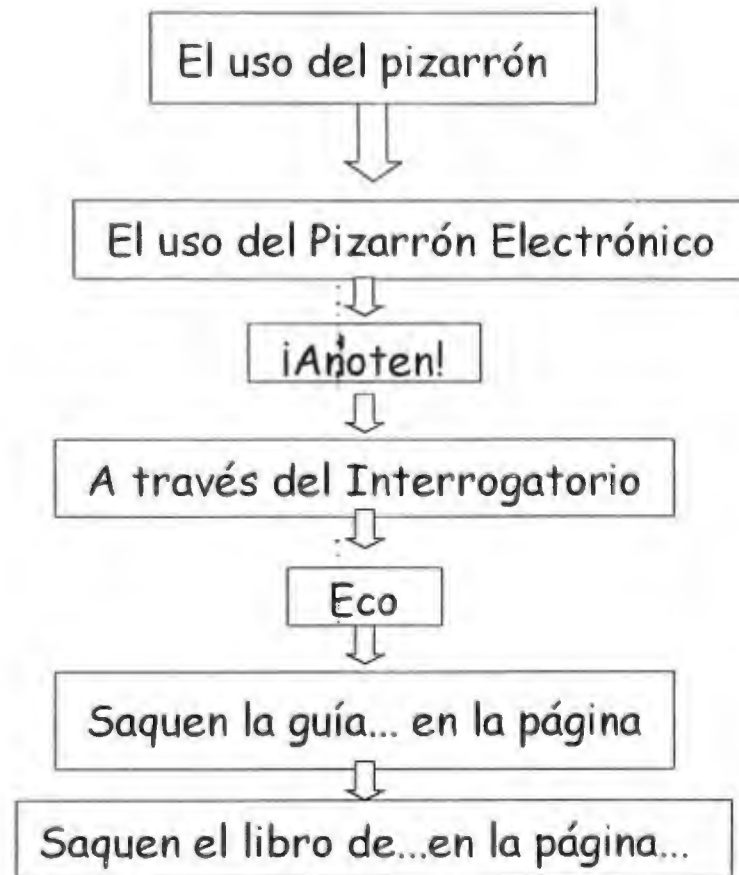 El uso del pizarrón
El uso del Pizarrón Electrónico
¡Anoten!
A través del Interrogatorio
Eco
Saquen la guía... en la página
Saquen el libro de...en la página...